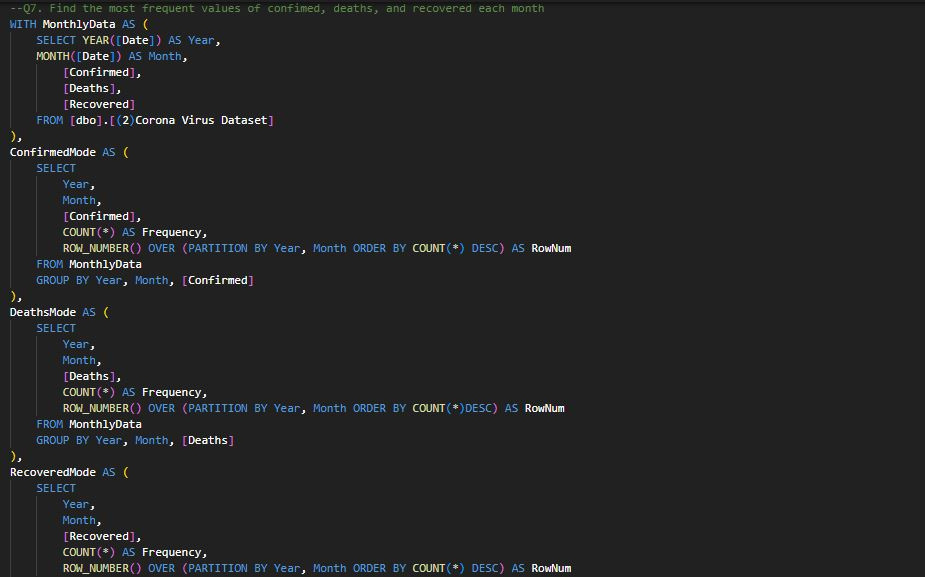 --Q7. Find the most frequent values of confimed, deaths, and recovered each month
WITH MonthlyData AS (
    SELECT YEAR([Date]) AS Year,
    MONTH([Date]) AS Month,
        [Confirmed],
        [Deaths],
        [Recovered]
    FROM [dbo].[(2)Corona Virus Dataset]
),
ConfirmedMode AS (
    SELECT
        Year,
        Month,
        [Confirmed],
        COUNT(*) AS Frequency,
        ROW_NUMBER() OVER (PARTITION BY Year, Month ORDER BY COUNT(*) DESC) AS RowNum
    FROM MonthlyData
    GROUP BY Year, Month, [Confirmed]
),
DeathsMode AS (
    SELECT
        Year,
        Month,
        [Deaths],
        COUNT(*) AS Frequency,
        ROW_NUMBER() OVER (PARTITION BY Year, Month ORDER BY COUNT(*)DESC) AS RowNum
    FROM MonthlyData
    GROUP BY Year, Month, [Deaths]
),
RecoveredMode AS (
    SELECT
        Year,
        Month,
        [Recovered],
        COUNT(*) AS Frequency,
        ROW_NUMBER() OVER (PARTITION BY Year, Month ORDER BY COUNT(*) DESC) AS RowNum